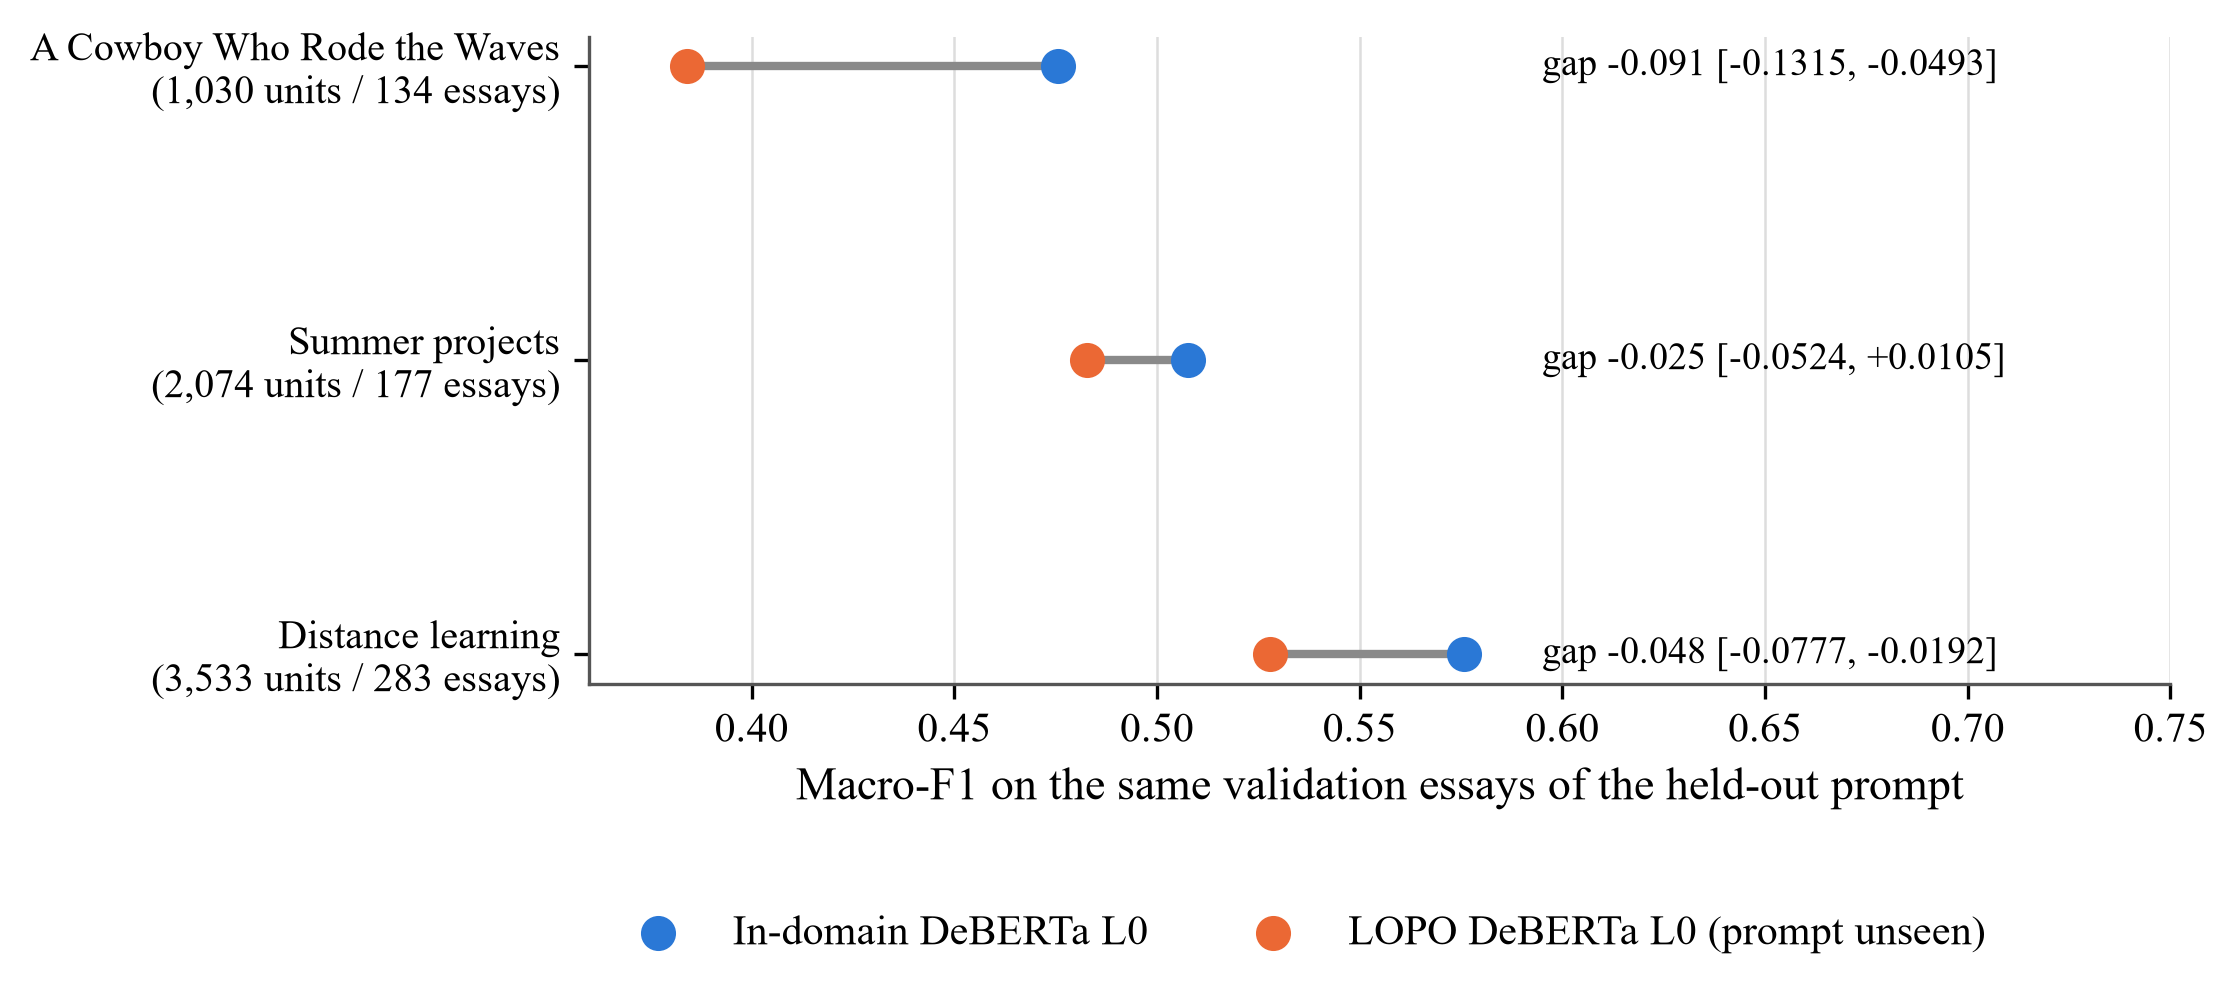 A Cowboy Who Rode the Waves
(1,030 units / 134 essays)
gap -0.091 [-0.1315, -0.0493]
Summer projects
(2,074 units / 177 essays)
gap -0.025 [-0.0524, +0.0105]
Distance learning
(3,533 units / 283 essays)
gap -0.048 [-0.0777, -0.0192]
0.40 0.45 0.50 0.55 0.60 0.65 0.70 0.75
Macro-F1 on the same validation essays of the held-out prompt
In-domain DeBERTa L0 LOPO DeBERTa L0 (prompt unseen)